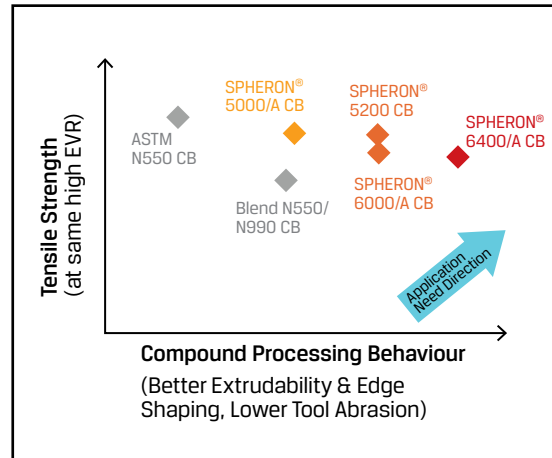 SPHERON®
5000/A CB
SPHERON®
5200 CB
SPHERON®
6400/A CB
ASTM
N550 CB
Blend N550/
N990 CB
SPHERON®
6000/A CB
Tensile Strength
(at same high EVR)
Application
Need Direction
Compound Processing Behaviour
(Better Extrudability & Edge
Shaping, Lower Tool Abrasion)